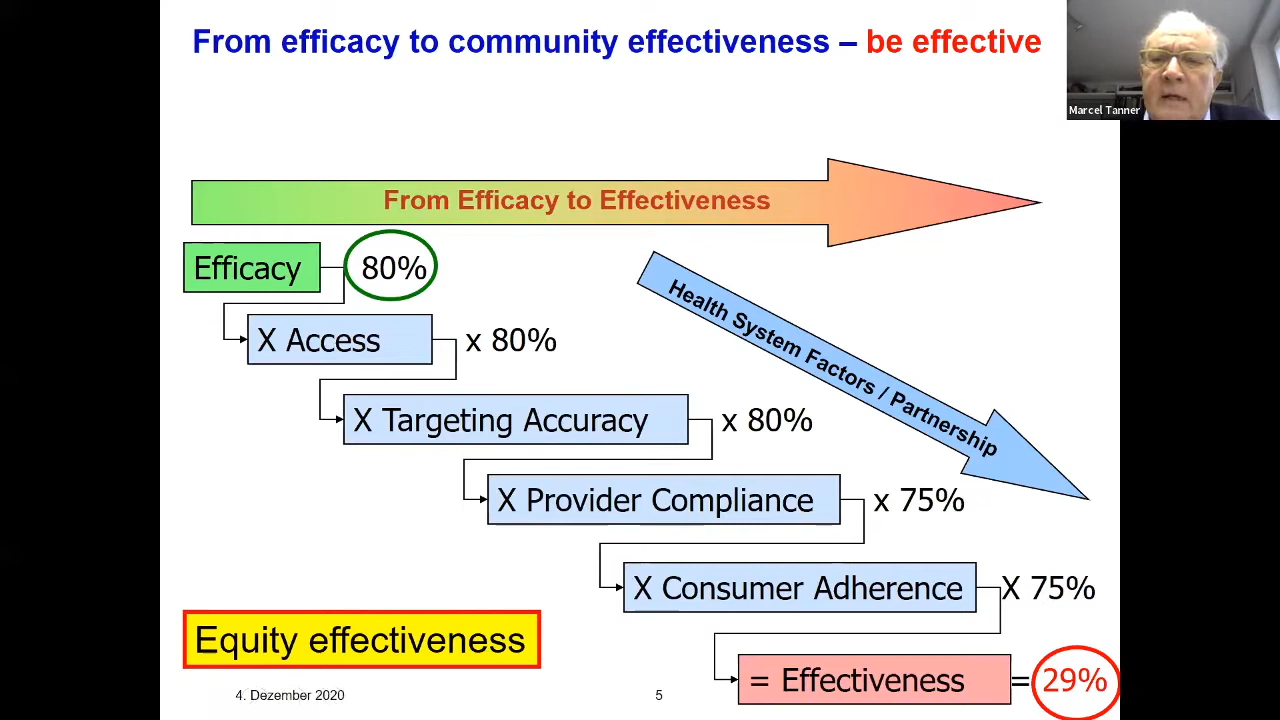 From efficacy to community effectiveness – be effective
Marcel Tanner
From Efficacy to Effectiveness
Efficacy 80%
X Access x 80%
Health System Factors / Partnership
X Targeting Accuracy x 80%
X Provider Compliance x 75%
X Consumer Adherence X 75%
Equity effectiveness
= Effectiveness = 29%
4. Dezember 2020 5